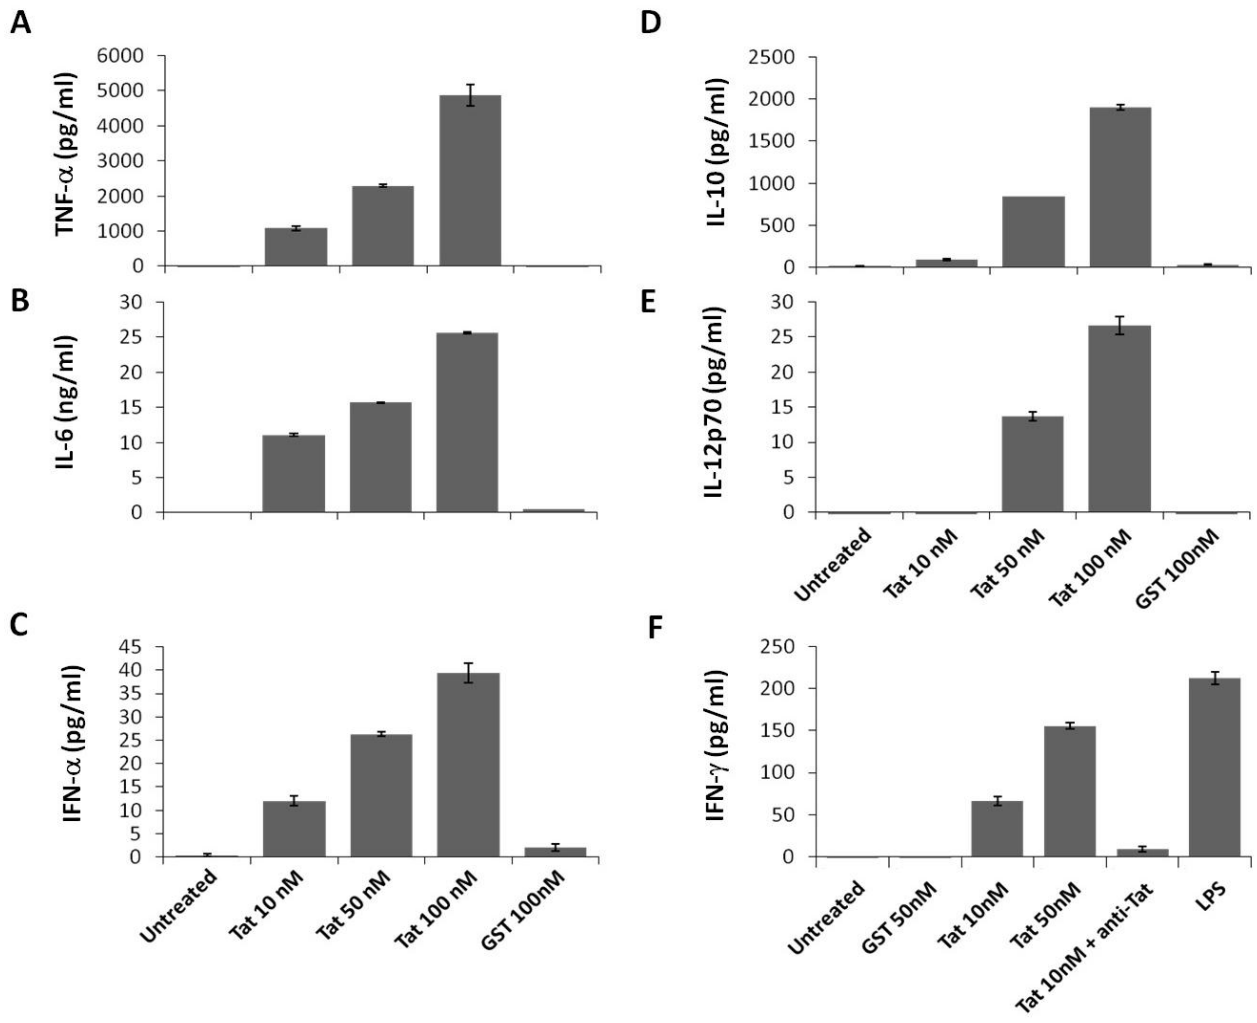 A
TNF-α (pg/ml)
6000
5000
4000
3000
2000
1000
0
B
IL-6 (ng/ml)
30
25
20
15
10
5
0
C
IFN-α (pg/ml)
45
40
35
30
25
20
15
10
5
0
Untreated
Tat 10 nM
Tat 50 nM
Tat 100 nM
GST 100nM
D
IL-10 (pg/ml)
2500
2000
1500
1000
500
0
E
IL-12p70 (pg/ml)
30
25
20
15
10
5
0
Untreated
Tat 10 nM
Tat 50 nM
Tat 100 nM
GST 100nM
F
IFN-γ (pg/ml)
250
200
150
100
50
0
Untreated
GST 50nM
Tat 10nM
Tat 50nM
Tat 10nM + anti-Tat
LPS